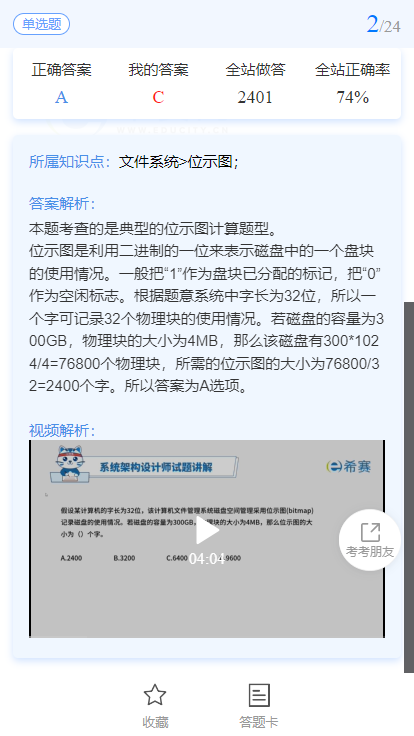 单选题
2/24
正确答案 我的答案 全站做答 全站正确率
A C 2401 74%
所属知识点：文件系统>位示图；
答案解析：
本题考查的是典型的位示图计算题型。
位示图是利用二进制的一位来表示磁盘中的一个盘块
的使用情况。一般把“1”作为盘块已分配的标记，把“0”
作为空闲标志。根据题意系统中字长为32位，所以一
个字可记录32个物理块的使用情况。若磁盘的容量为3
00GB，物理块的大小为4MB，那么该磁盘有300*102
4/4=76800个物理块，所需的位示图的大小为76800/3
2=2400个字。所以答案为A选项。
视频解析：
系统架构设计师试题讲解
希赛
假设某计算机的字长为32位，该计算机文件管理系统磁盘空间管理采用位示图(bitmap)
记录磁盘的使用情况。若磁盘的容量为300GB，物理块的大小为4MB，那么位示图的大
小为（）个字。
A.2400 B.3200 C.6400 9600
04:04
考考朋友
收藏 答题卡